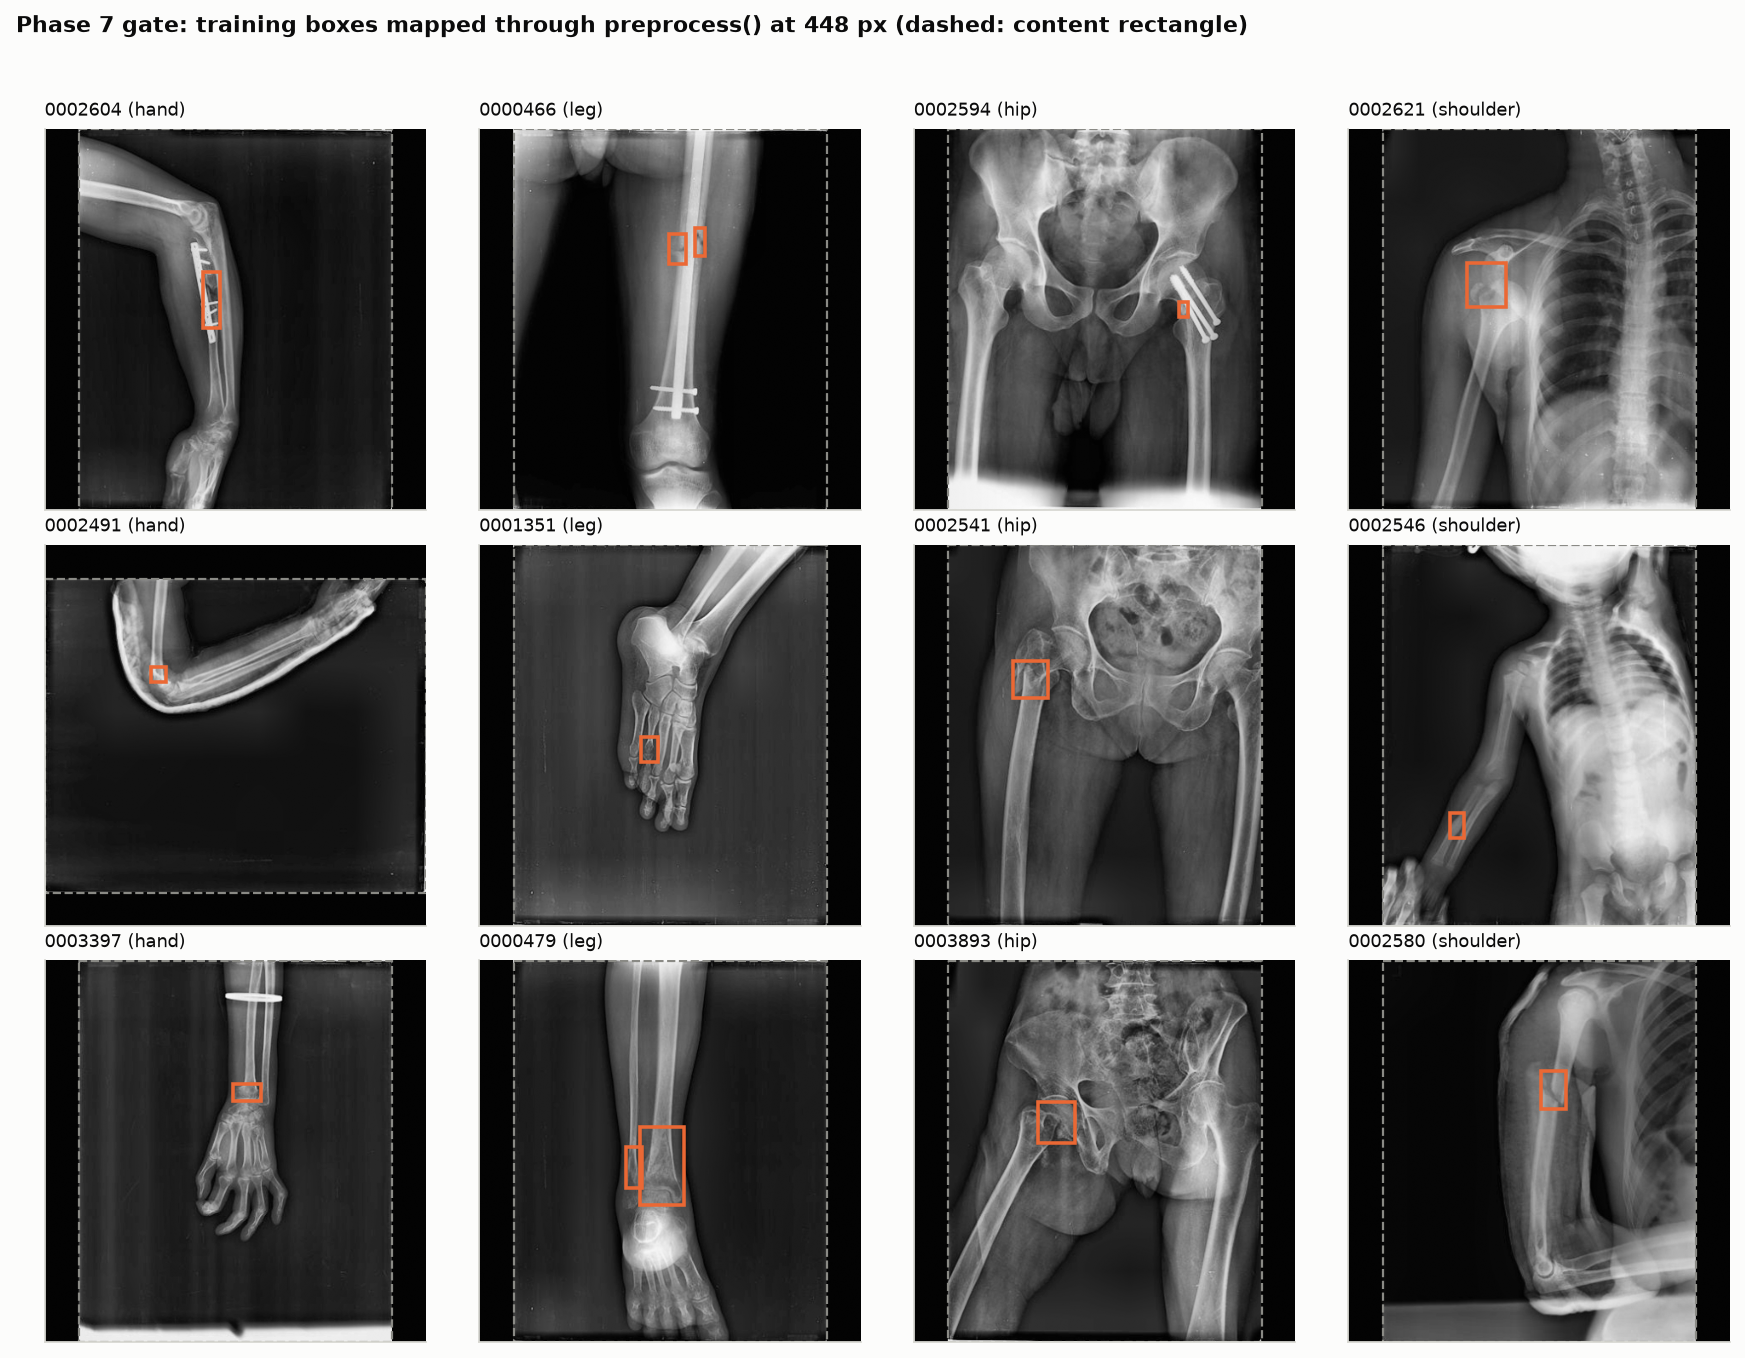 Phase 7 gate: training boxes mapped through preprocess() at 448 px (dashed: content rectangle)
0002604 (hand)
0000466 (leg)
0002594 (hip)
0002621 (shoulder)
0002491 (hand)
0001351 (leg)
0002541 (hip)
0002546 (shoulder)
0003397 (hand)
0000479 (leg)
0003893 (hip)
0002580 (shoulder)